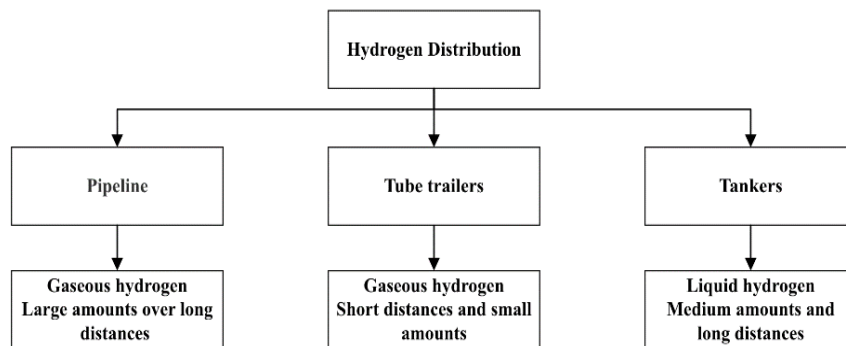 Hydrogen Distribution
Pipeline
Tube trailers
Tankers
Gaseous hydrogen
Large amounts over long
distances
Gaseous hydrogen
Short distances and small
amounts
Liquid hydrogen
Medium amounts and
long distances